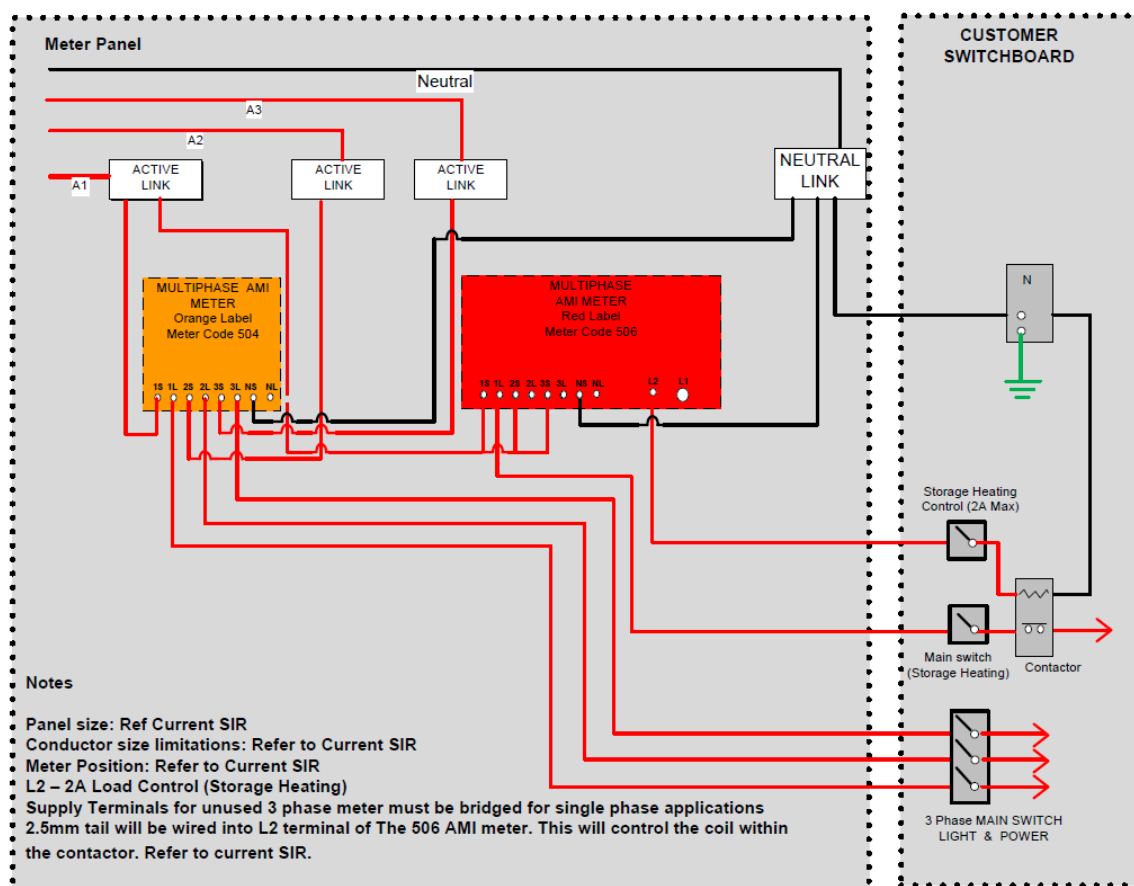 Meter Panel
CUSTOMER
SWITCHBOARD
Neutral
A3
A2
A1
ACTIVE
LINK
ACTIVE
LINK
ACTIVE
LINK
NEUTRAL
LINK
MULTIPHASE AMI
METER
Orange Label
Meter Code 504
1S 1L 2S 2L 3S 3L NS NL
MULTIPHASE
AMI METER
Red Label
Meter Code 506
1S 1L 2S 2L 3S 3L NS NL L2 L1
N
Storage Heating
Control (2A Max)
Main switch
(Storage Heating)
Contactor
3 Phase MAIN SWITCH
LIGHT & POWER
Notes
Panel size: Ref Current SIR
Conductor size limitations: Refer to Current SIR
Meter Position: Refer to Current SIR
L2 – 2A Load Control (Storage Heating)
Supply Terminals for unused 3 phase meter must be bridged for single phase applications
2.5mm tail will be wired into L2 terminal of The 506 AMI meter. This will control the coil within
the contactor. Refer to current SIR.